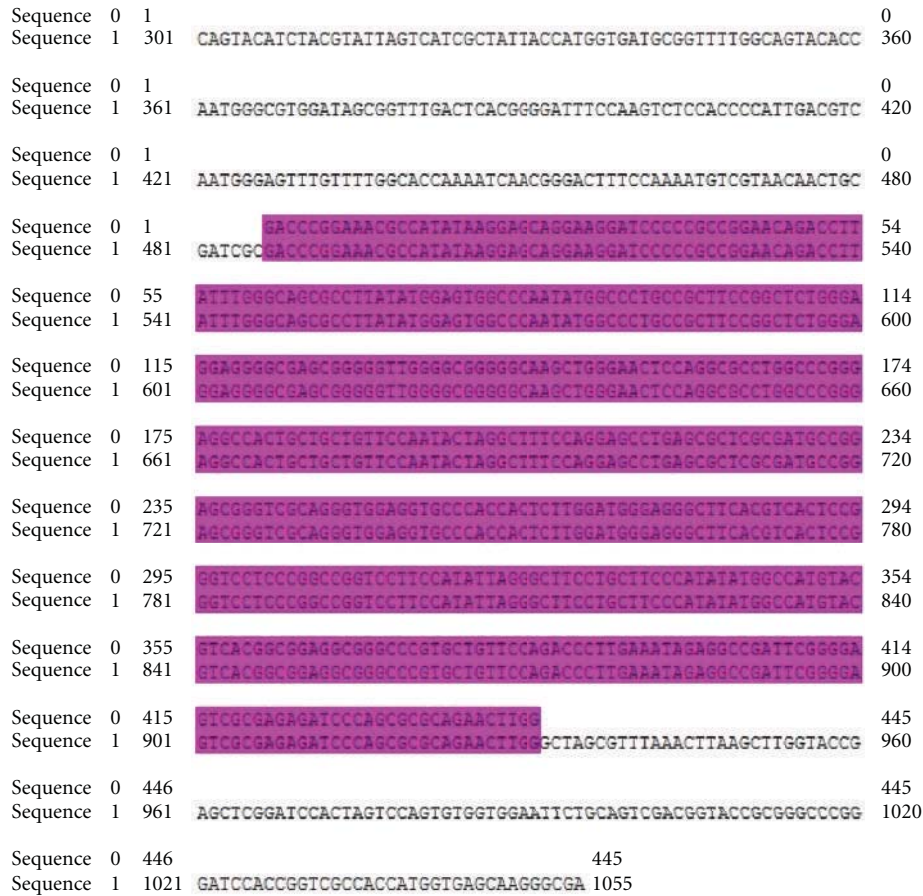 Sequence 0 1 0
Sequence 1 301 CAGTACATCTACGTATTAGTCATCGCTATTACCATGGTGATGCGGTTTTGGCAGTACACC 360
Sequence 0 1 0
Sequence 1 361 AATGGGCGTGGATAGCGGTTTGACTCACGGGGATTTCCAAGTCTCCACCCCATTGACGTC 420
Sequence 0 1 0
Sequence 1 421 AATGGGAGTTTGTTTTGGCACCAAAATCAACGGGACTTTCCAAAATGTCGTAACAACTGC 480
Sequence 0 1 GACCCGGAAACGCCATATAAGGAGCAGGAAGGATCCCCCGCCGGAACAGACCTT 54
Sequence 1 481 GATCGCGACCCGGAAACGCCATATAAGGAGCAGGAAGGATCCCCCGCCGGAACAGACCTT 540
Sequence 0 55 ATTTGGGCAGCGCCTTATATGGAGTGGCCCAATATGGCCCTGCCGCTTCCGGCTCTGGGA 114
Sequence 1 541 ATTTGGGCAGCGCCTTATATGGAGTGGCCCAATATGGCCCTGCCGCTTCCGGCTCTGGGA 600
Sequence 0 115 GGAGGGGCGAGCGGGGGTTGGGGCGGGGGCAAGCTGGGAACTCCAGGCGCCTGGCCCGGG 174
Sequence 1 601 GGAGGGGCGAGCGGGGGTTGGGGCGGGGGCAAGCTGGGAACTCCAGGCGCCTGGCCCGGG 660
Sequence 0 175 AGGCCACTGCTGCTGTTCCAATACTAGGCTTTCCAGGAGCCTGAGCGCTCGCGATGCCGG 234
Sequence 1 661 AGGCCACTGCTGCTGTTCCAATACTAGGCTTTCCAGGAGCCTGAGCGCTCGCGATGCCGG 720
Sequence 0 235 AGCGGGTCGCAGGGTGGAGGTGCCCACCACTCTTGGATGGGAGGGCTTCACGTCACTCCG 294
Sequence 1 721 AGCGGGTCGCAGGGTGGAGGTGCCCACCACTCTTGGATGGGAGGGCTTCACGTCACTCCG 780
Sequence 0 295 GGTCCTCCCGGCCGGTCCTTCCATATTAGGGCTTCCTGCTTCCCATATATGGCCATGTAC 354
Sequence 1 781 GGTCCTCCCGGCCGGTCCTTCCATATTAGGGCTTCCTGCTTCCCATATATGGCCATGTAC 840
Sequence 0 355 GTCACGGCGGAGGCGGGCCCGTGCTGTTCCAGACCCTTGAAATAGAGGCCGATTCGGGGA 414
Sequence 1 841 GTCACGGCGGAGGCGGGCCCGTGCTGTTCCAGACCCTTGAAATAGAGGCCGATTCGGGGA 900
Sequence 0 415 GTCGCGAGAGATCCCAGCGCGCAGAACTTGG 445
Sequence 1 901 GTCGCGAGAGATCCCAGCGCGCAGAACTTGGGCTAGCGTTTAAACTTAAGCTTGGTACCG 960
Sequence 0 446 445
Sequence 1 961 AGCTCGGATCCACTAGTCCAGTGTGGTGGAATTCTGCAGTCGACGGTACCGCGGGCCCGG 1020
Sequence 0 446 445
Sequence 1 1021 GATCCACCGGTCGCCACCATGGTGAGCAAGGGCGA 1055